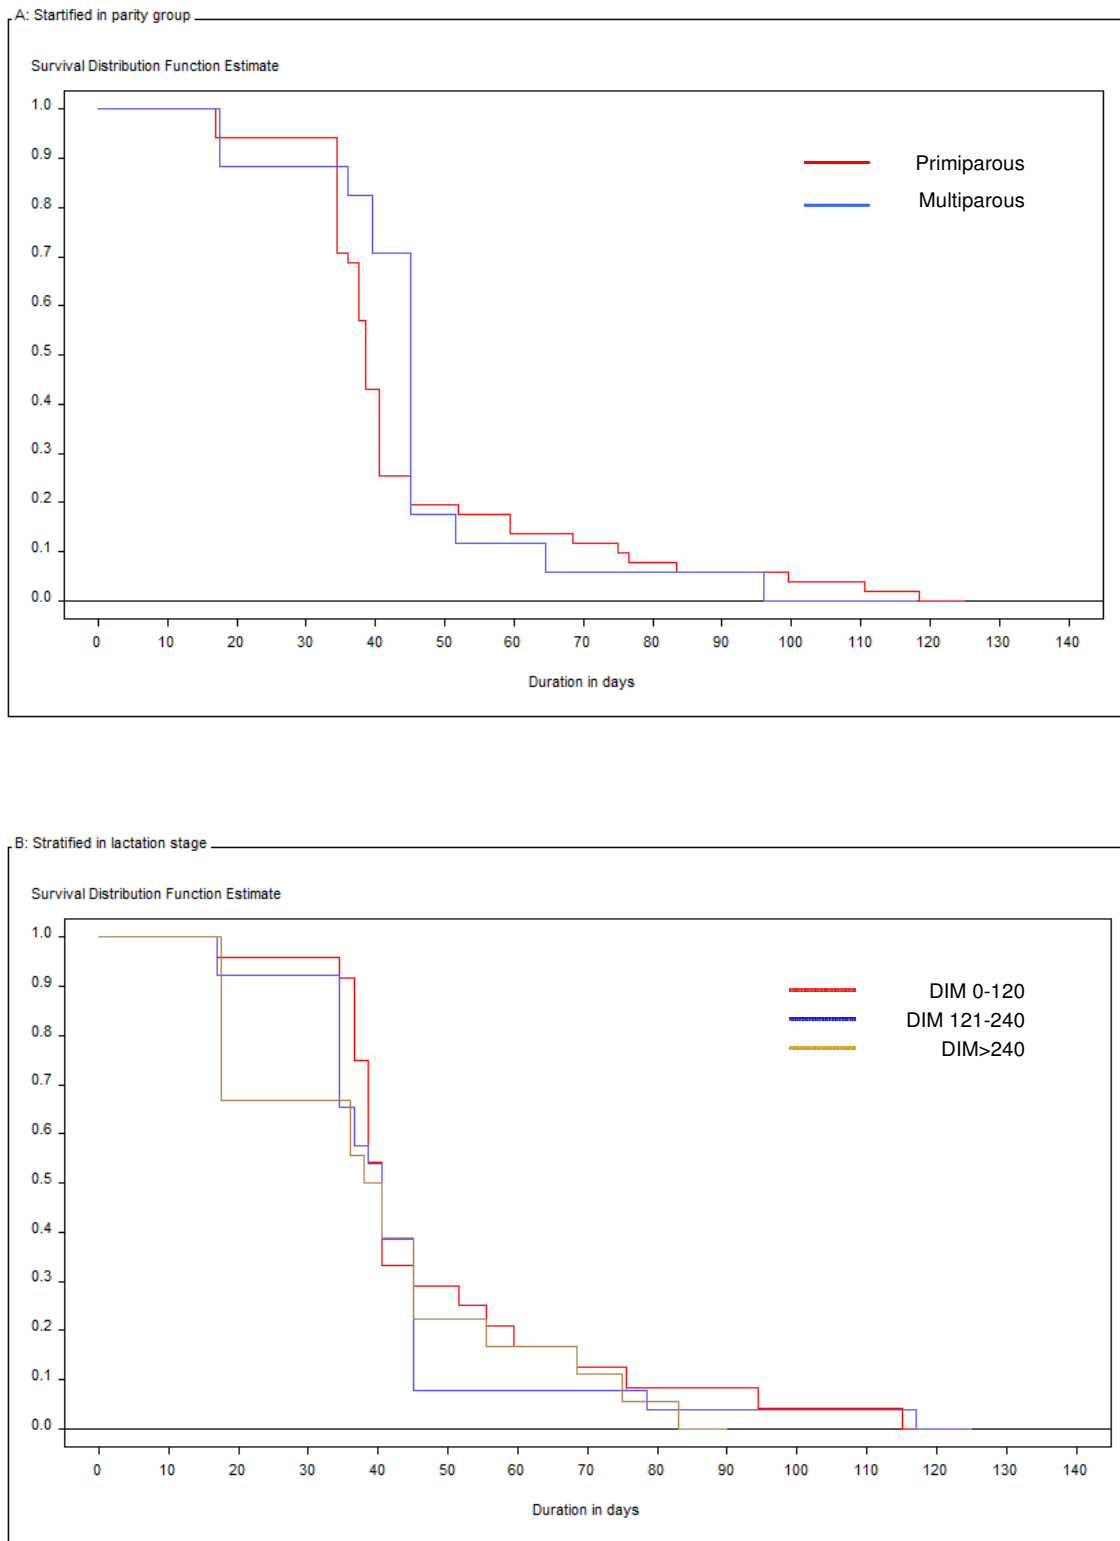 A: Startified in parity group
Survival Distribution Function Estimate
1.0
0.9
0.8
0.7
0.6
0.5
0.4
0.3
0.2
0.1
0.0
Primiparous
Multiparous
0 10 20 30 40 50 60 70 80 90 100 110 120 130 140
Duration in days
B: Stratified in lactation stage
Survival Distribution Function Estimate
1.0
0.9
0.8
0.7
0.6
0.5
0.4
0.3
0.2
0.1
0.0
DIM 0-120
DIM 121-240
DIM>240
0 10 20 30 40 50 60 70 80 90 100 110 120 130 140
Duration in days